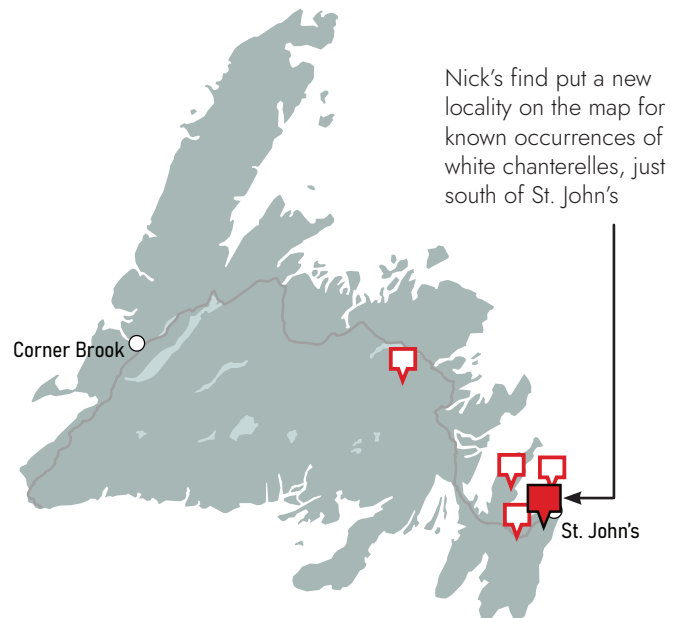 Nick’s find put a new
locality on the map for
known occurrences of
white chanterelles, just
south of St. John’s
Corner Brook
St. John’s